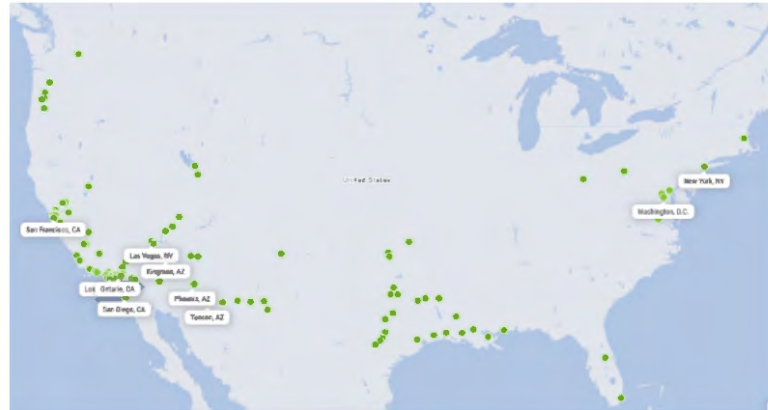 United States
New York, NY
Washington, D.C.
San Francisco, CA
Las Vegas, NV
Kingman, AZ
Los
Ontario, CA
Phoenix, AZ
San Diego, CA
Tucson, AZ